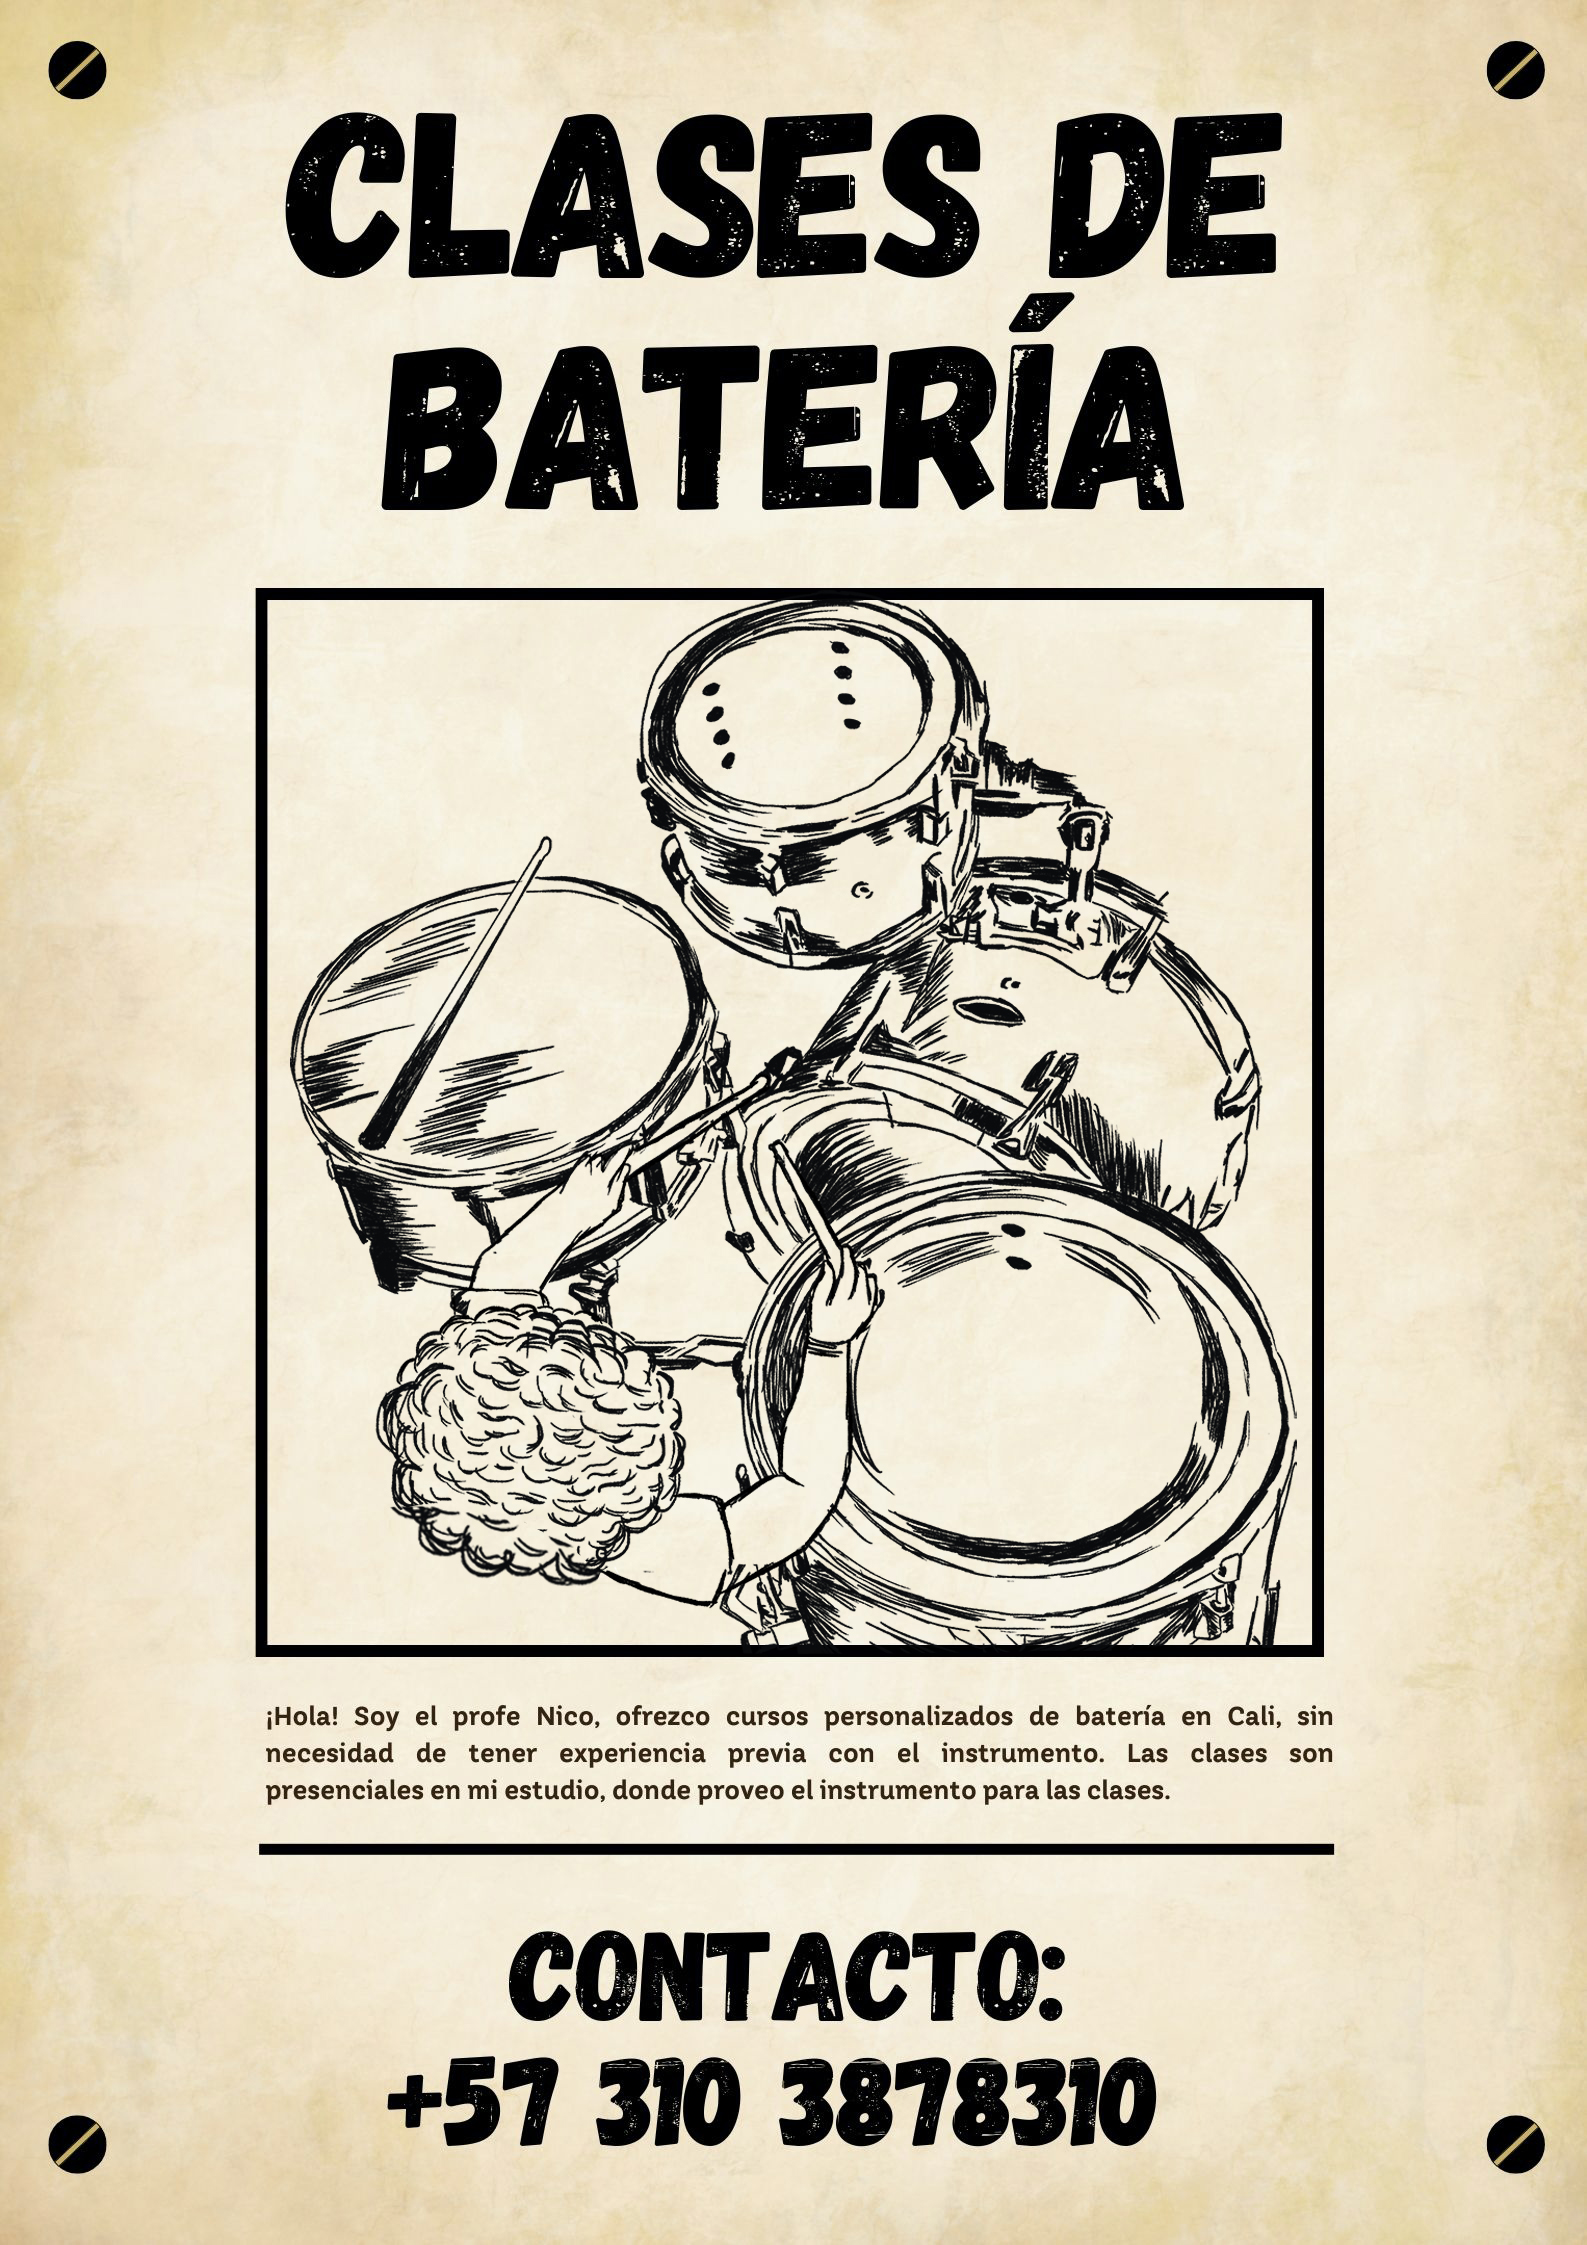 CLASES DE
BATERÍA
¡Hola! Soy el profe Nico, ofrezco cursos personalizados de batería en Cali, sin
necesidad de tener experiencia previa con el instrumento. Las clases son
presenciales en mi estudio, donde proveo el instrumento para las clases.
CONTACTO:
+57 310 3878310